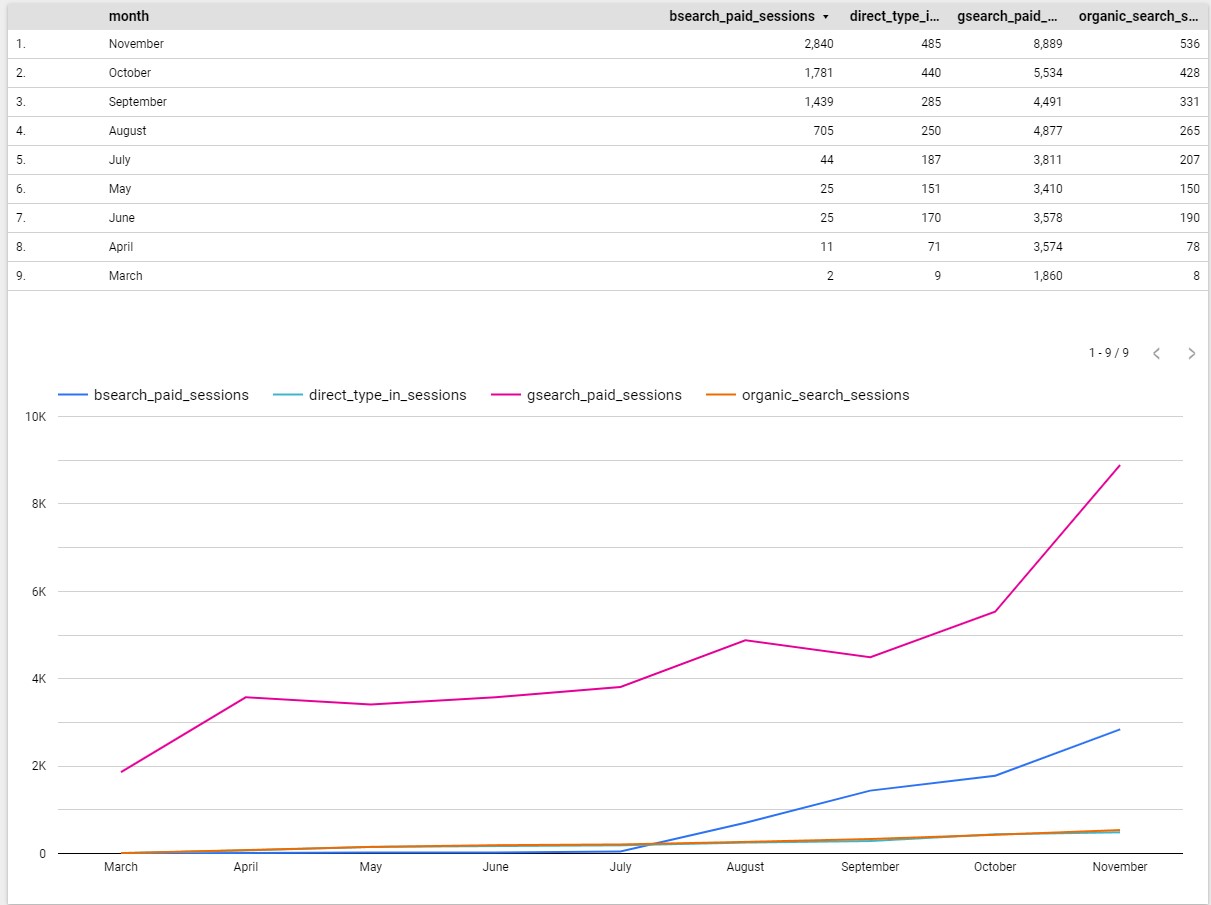 month bsearch_paid_sessions direct_type_i... gsearch_paid_... organic_search_s...
1. November 2,840 485 8,889 536
2. October 1,781 440 5,534 428
3. September 1,439 285 4,491 331
4. August 705 250 4,877 265
5. July 44 187 3,811 207
6. May 25 151 3,410 150
7. June 25 170 3,578 190
8. April 11 71 3,574 78
9. March 2 9 1,860 8
1 - 9 / 9
bsearch_paid_sessions direct_type_in_sessions gsearch_paid_sessions organic_search_sessions
10K
8K
6K
4K
2K
0
March April May June July August September October November